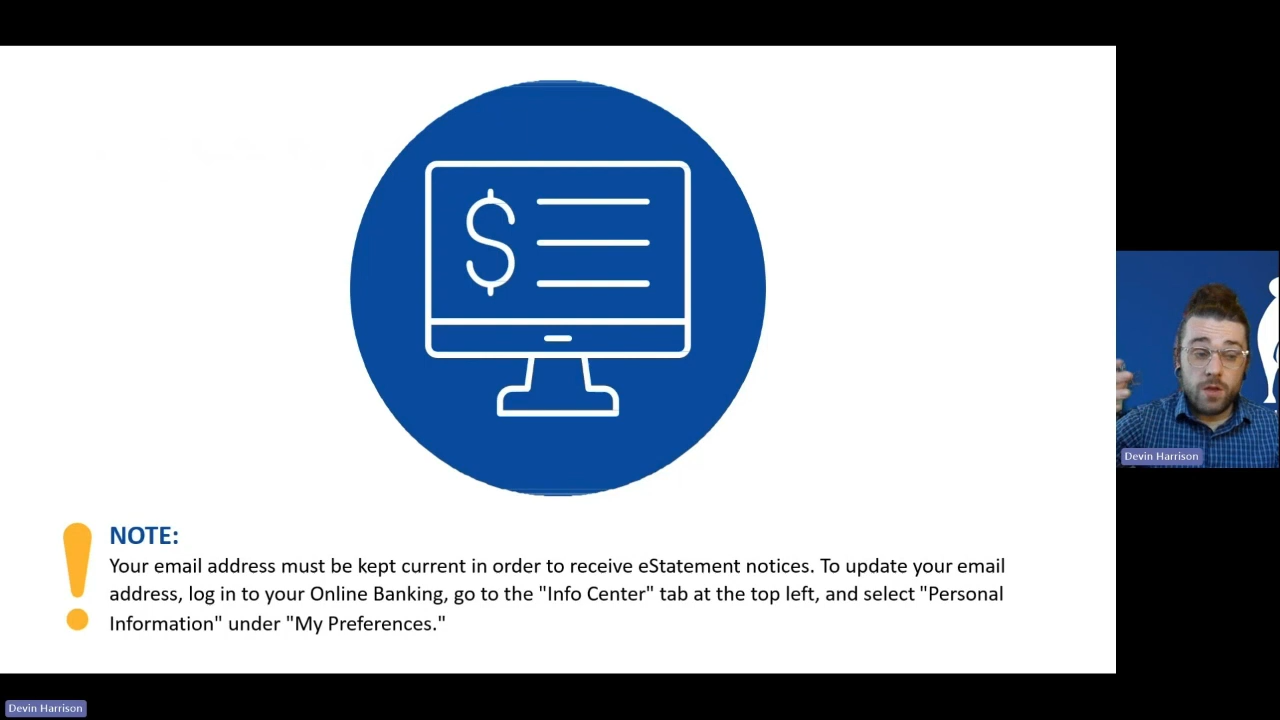 NOTE:
Your email address must be kept current in order to receive eStatement notices. To update your email
address, log in to your Online Banking, go to the "Info Center" tab at the top left, and select "Personal
Information" under "My Preferences."
Devin Harrison
Devin Harrison